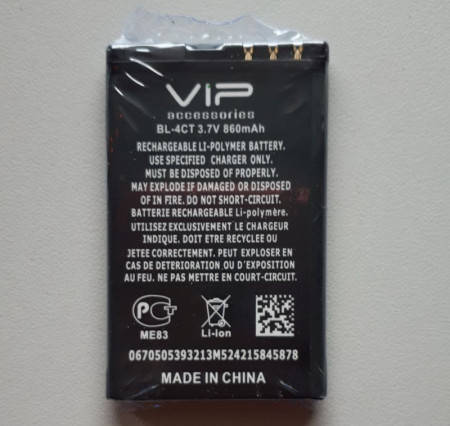 VIP
accessories
BL-4CT 3.7V 860mAh
RECHARGEABLE LI-POLYMER BATTERY.
USE SPECIFIED CHARGER ONLY.
MUST BE DISPOSED OF PROPERLY.
MAY EXPLODE IF DAMAGED OR DISPOSED
OF IN FIRE. DO NOT SHORT-CIRCUIT.
BATTERIE RECHARGEABLE Li-polymère.
UTILISEZ EXCLUSIVEMENT LE CHARGEUR
INDIQUE. DOIT ETRE RECYCLEE OU
JETEE CORRECTEMENT. PEUT EXPLOSER EN
CAS DE DETERIORATION OU D'EXPOSITION
AU FEU. NE PAS METTRE EN COURT-CIRCUIT.
PCT
ME83
Li-ion
0670505393213M524215845878
MADE IN CHINA